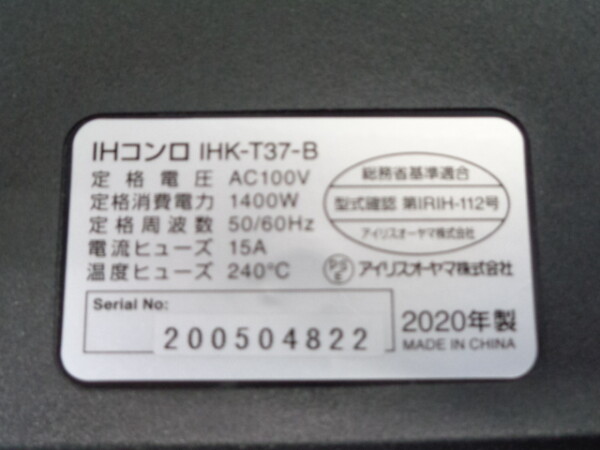 IHコンロ IHK-T37-B
定格電圧 AC100V
定格消費電力 1400W
定格周波数 50/60Hz
電流ヒューズ 15A
温度ヒューズ 240℃
総務省基準適合
型式確認 第IRIH-112号
アイリスオーヤマ株式会社
アイリスオーヤマ株式会社
Serial No:
200504822
2020年製
MADE IN CHINA